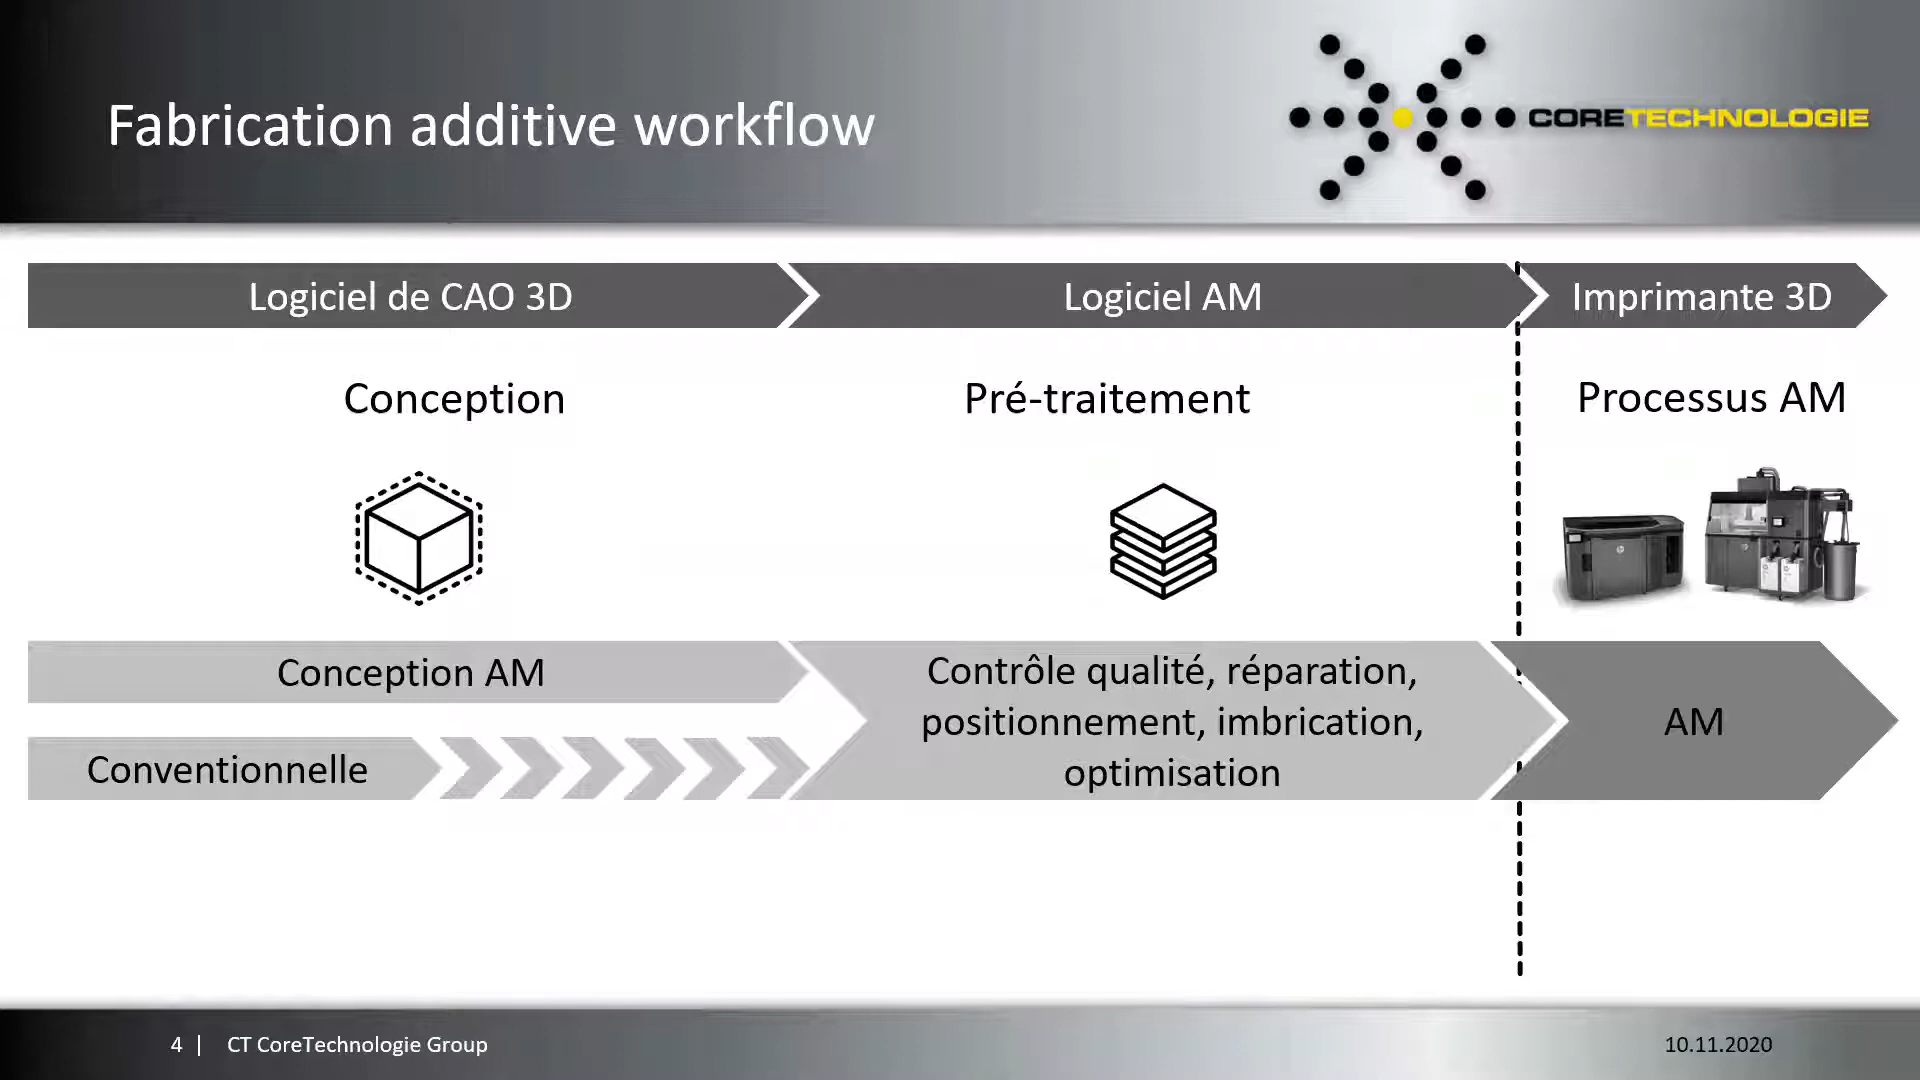 Fabrication additive workflow
CORETECHNOLOGIE
Logiciel de CAO 3D
Logiciel AM
Imprimante 3D
Conception
Pré-traitement
Processus AM
Conception AM
Conventionnelle
Contrôle qualité, réparation,
positionnement, imbrication,
optimisation
AM
4 | CT CoreTechnologie Group
10.11.2020